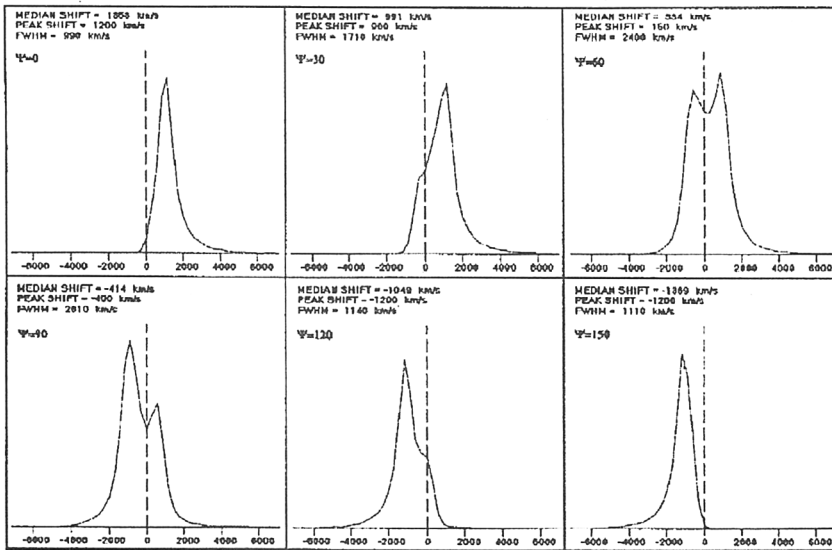 MEDIAN SHIFT = km/s
PEAK SHIFT = 1200 km/s
FWHM = 990 km/s
Ψ=0
MEDIAN SHIFT = 991 km/s
PEAK SHIFT = 900 km/s
FWHM = 1710 km/s
Ψ=30
MEDIAN SHIFT = km/s
PEAK SHIFT = 160 km/s
FWHM = 2400 km/s
Ψ=60
-6000 -4000 -2000 0 2000 4000 6000
-6000 -4000 -2000 0 2000 4000 6000
-6000 -4000 -2000 0 2000 4000 6000
MEDIAN SHIFT = -414 km/s
PEAK SHIFT = -400 km/s
FWHM = 2610 km/s
Ψ=90
MEDIAN SHIFT = -1049 km/s
PEAK SHIFT = -1200 km/s
FWHM = 1140 km/s
Ψ=120
MEDIAN SHIFT = -1369 km/s
PEAK SHIFT = -1200 km/s
FWHM = 1110 km/s
Ψ=150
-6000 -4000 -2000 0 2000 4000 6000
-6000 -4000 -2000 0 2000 4000 6000
-6000 -4000 -2000 0 2000 4000 6000